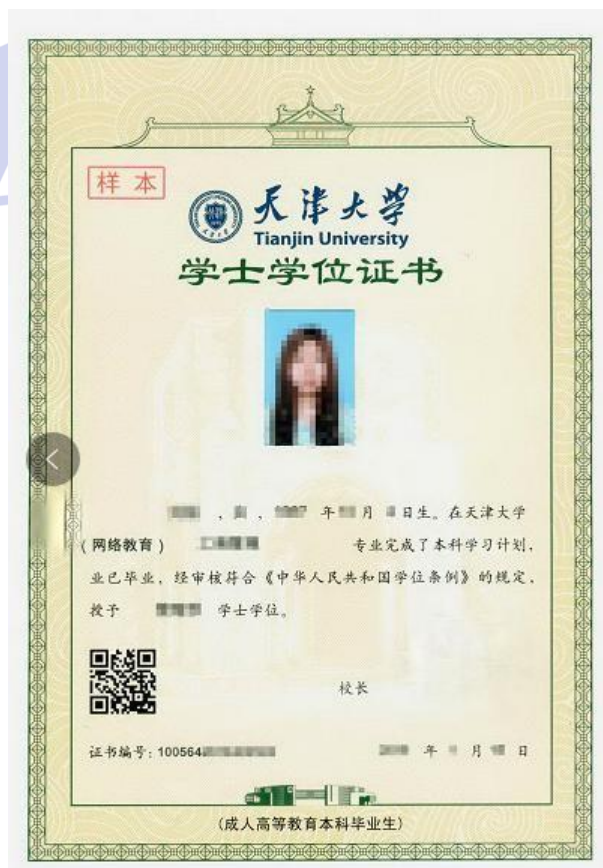 样本
天津大学
Tianjin University
学士学位证书
, , 年 月 日生。在天津大学
(网络教育) 专业完成了本科学习计划,
业已毕业, 经审核符合《中华人民共和国学位条例》的规定,
授予 学士学位。
校长
证书编号: 100564 年 月 日
(成人高等教育本科毕业生)